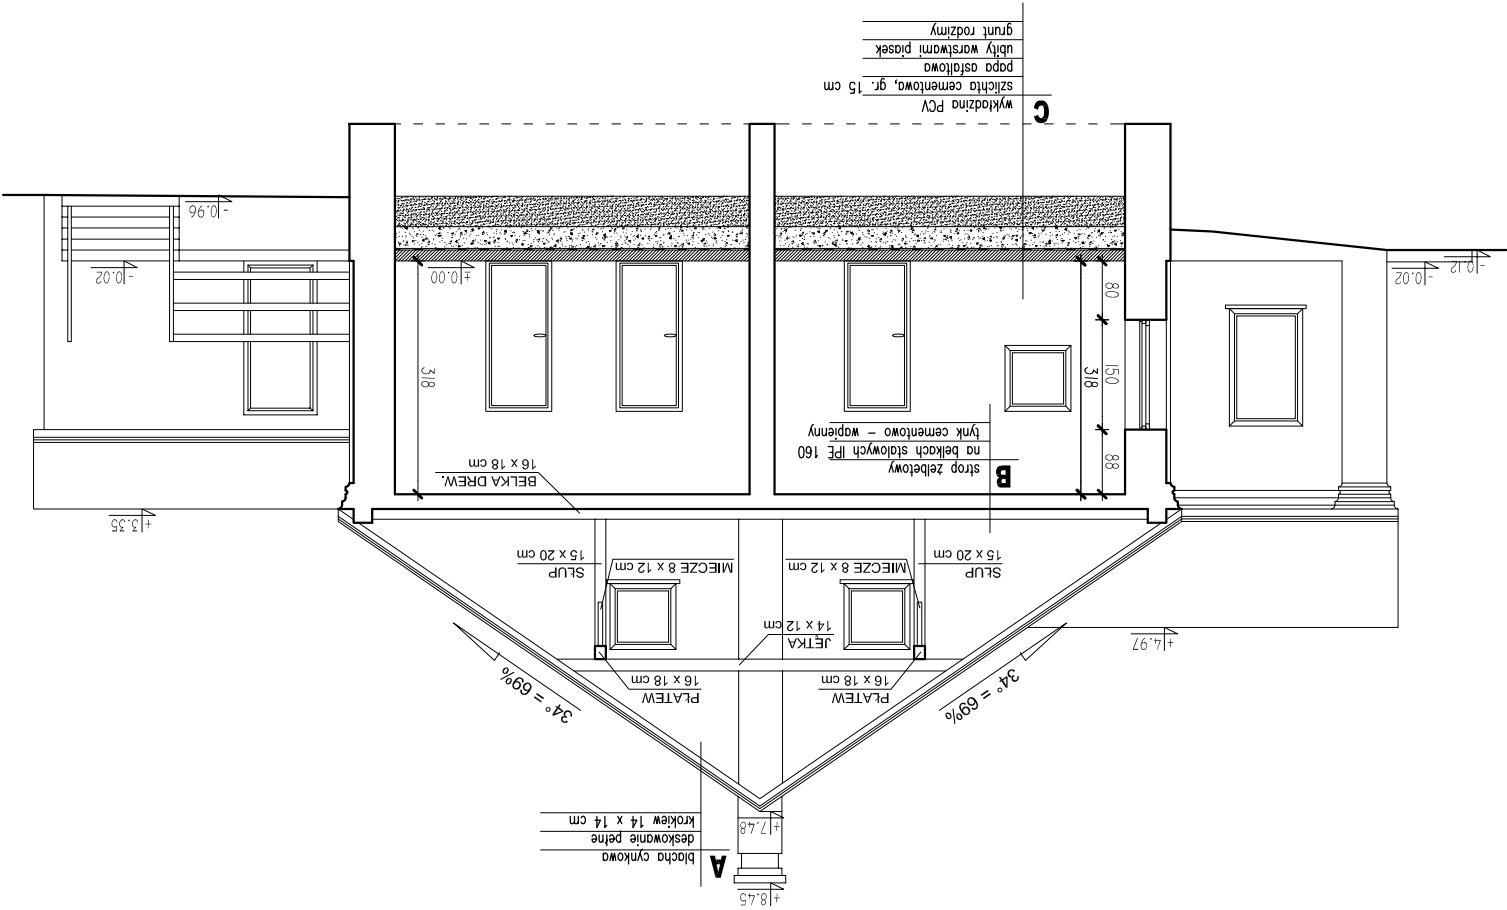 +8.45
A
blacha cynkowa
deskowanie pełne
krokiew 14 x 14 cm
+7.48
34° = 69%
34° = 69%
PŁATEW
16 x 18 cm
PŁATEW
16 x 18 cm
JĘTKA
14 x 12 cm
+4.97
SŁUP
15 x 20 cm
MIECZE 8 x 12 cm
MIECZE 8 x 12 cm
SŁUP
15 x 20 cm
+3.35
BELKA DREW.
16 x 18 cm
B
strop żelbetowy
na belkach stalowych IPE 160
tynk cementowo – wapienny
88
150
80
318
318
±0.00
-0.02
-0.12
-0.02
-0.96
C
wykładzina PCV
szlichta cementowa, gr. 15 cm
papa asfaltowa
ubity warstwami piasek
grunt rodzimy